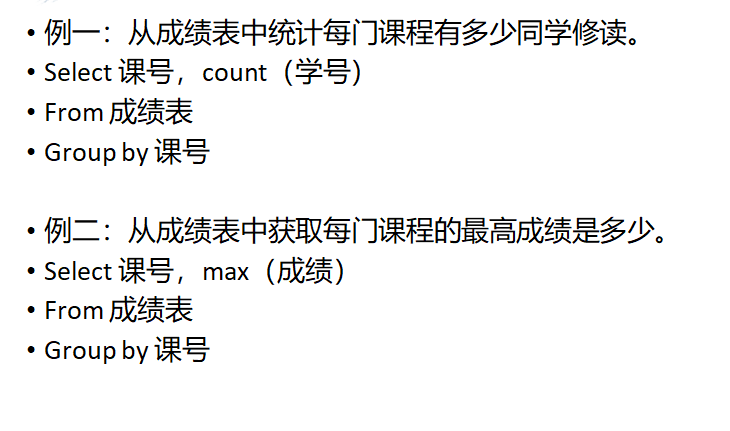 • 例一：从成绩表中统计每门课程有多少同学修读。
• Select 课号，count（学号）
• From 成绩表
• Group by 课号
• 例二：从成绩表中获取每门课程的最高成绩是多少。
• Select 课号，max（成绩）
• From 成绩表
• Group by 课号